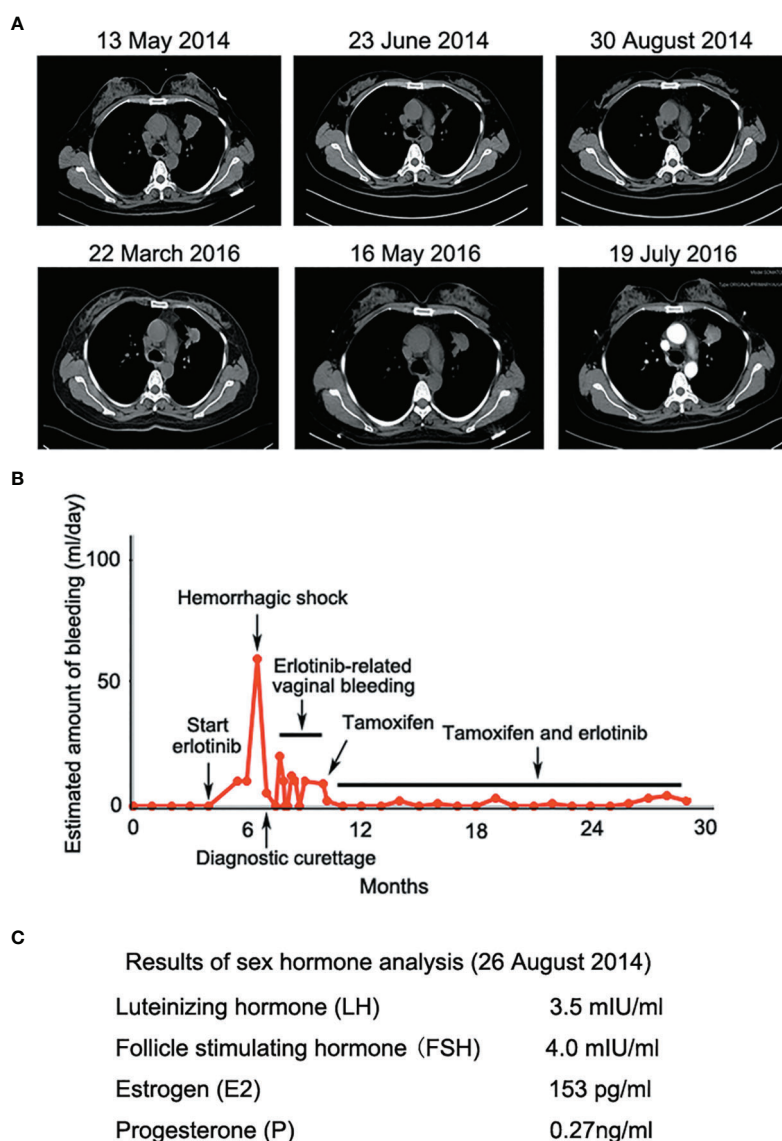 A
13 May 2014
23 June 2014
30 August 2014
22 March 2016
16 May 2016
19 July 2016
B
Estimated amount of bleeding (ml/day)
100
50
0
Hemorrhagic shock
Erlotinib-related
vaginal bleeding
Start
erlotinib
Tamoxifen
Tamoxifen and erlotinib
0
6
12
18
24
30
Diagnostic curettage
Months
C
Results of sex hormone analysis (26 August 2014)
Luteinizing hormone (LH) 3.5 mIU/ml
Follicle stimulating hormone（FSH) 4.0 mIU/ml
Estrogen (E2) 153 pg/ml
Progesterone (P) 0.27ng/ml